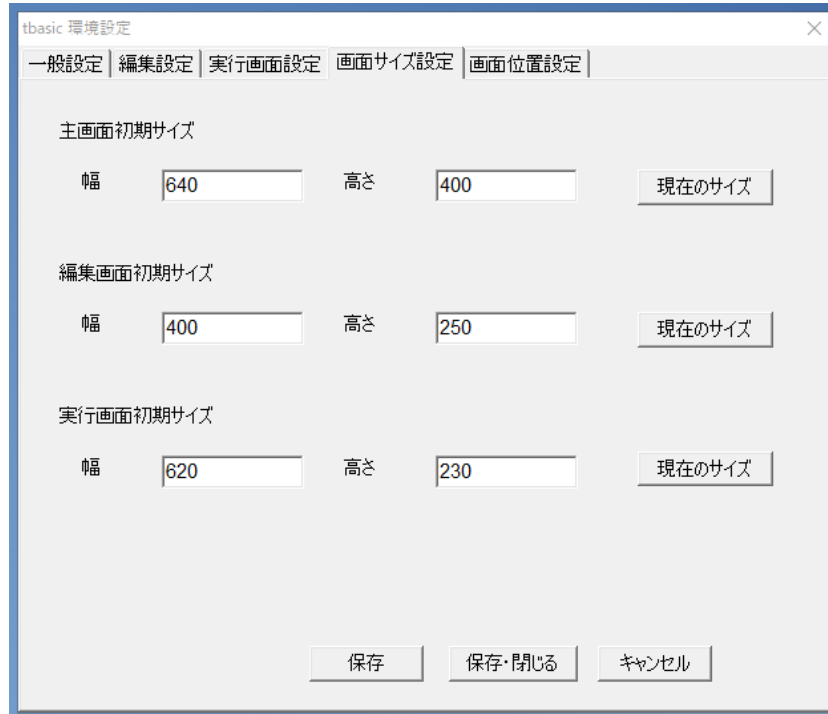 tbasic 環境設定
一般設定 編集設定 実行画面設定 画面サイズ設定 画面位置設定
主画面初期サイズ
幅 640 高さ 400 現在のサイズ
編集画面初期サイズ
幅 400 高さ 250 現在のサイズ
実行画面初期サイズ
幅 620 高さ 230 現在のサイズ
保存 保存・閉じる キャンセル